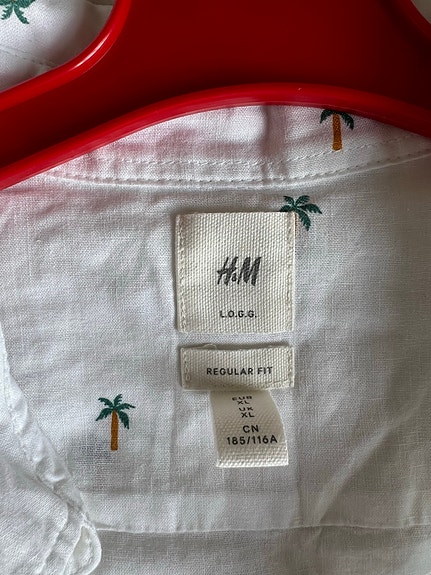 H&M
L.O.G.G.
REGULAR FIT
EUR
XL
UK
XL
CN
185/116A